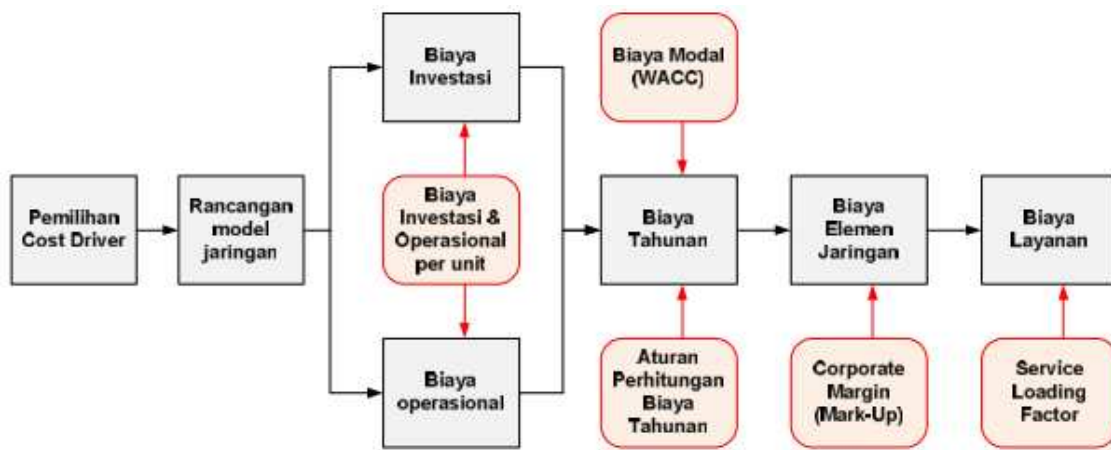 Pemilihan
Cost Driver
Rancangan
model
jaringan
Biaya
Investasi
Biaya
Investasi &
Operasional
per unit
Biaya
operasional
Biaya Modal
(WACC)
Biaya
Tahunan
Aturan
Perhitungan
Biaya
Tahunan
Biaya
Elemen
Jaringan
Corporate
Margin
(Mark-Up)
Biaya
Layanan
Service
Loading
Factor